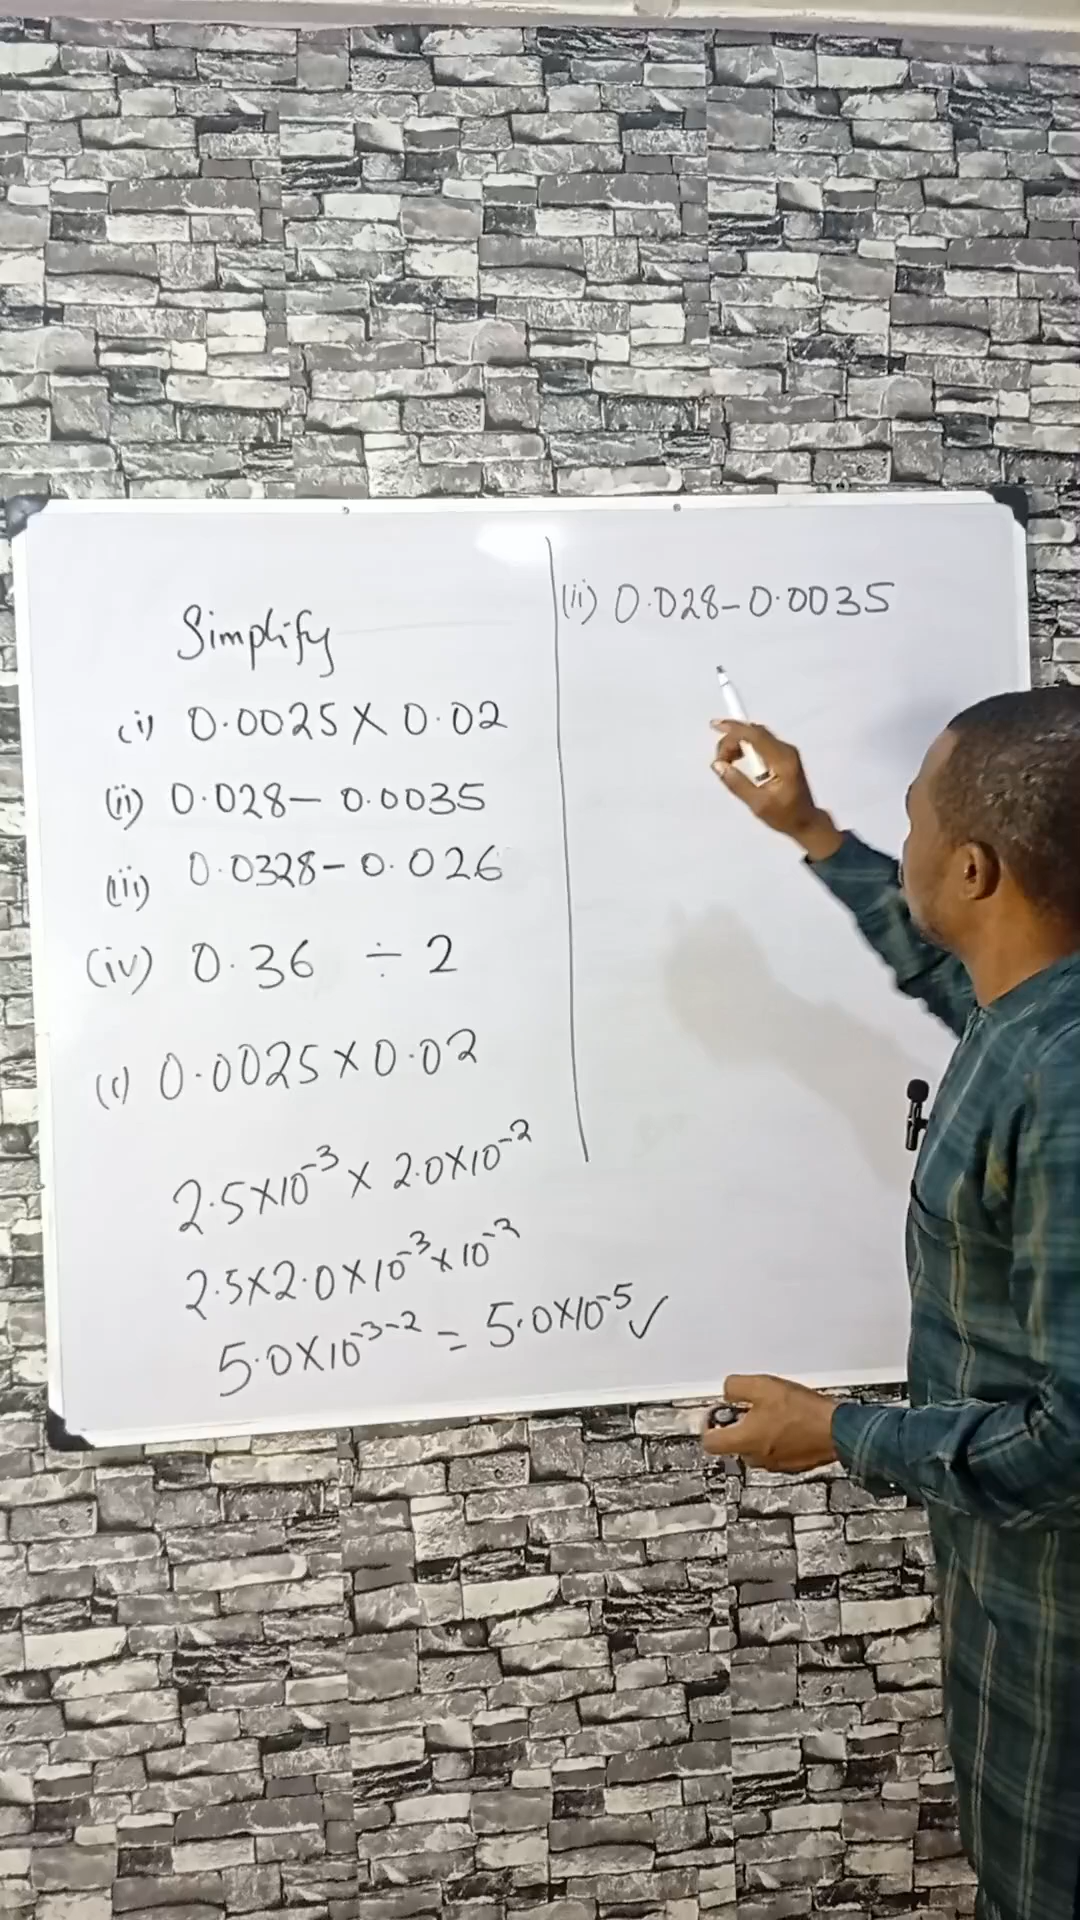 Simplify
(i) 0.0025 × 0.02
(ii) 0.028 − 0.0035
(iii) 0.0328 − 0.026
(iv) 0.36 ÷ 2
(i) 0.0025 × 0.02
2.5×10⁻³ × 2.0×10⁻²
2.5×2.0×10⁻³×10⁻²
5.0×10⁻³⁻² = 5.0×10⁻⁵ ✓
(ii) 0.028 − 0.0035